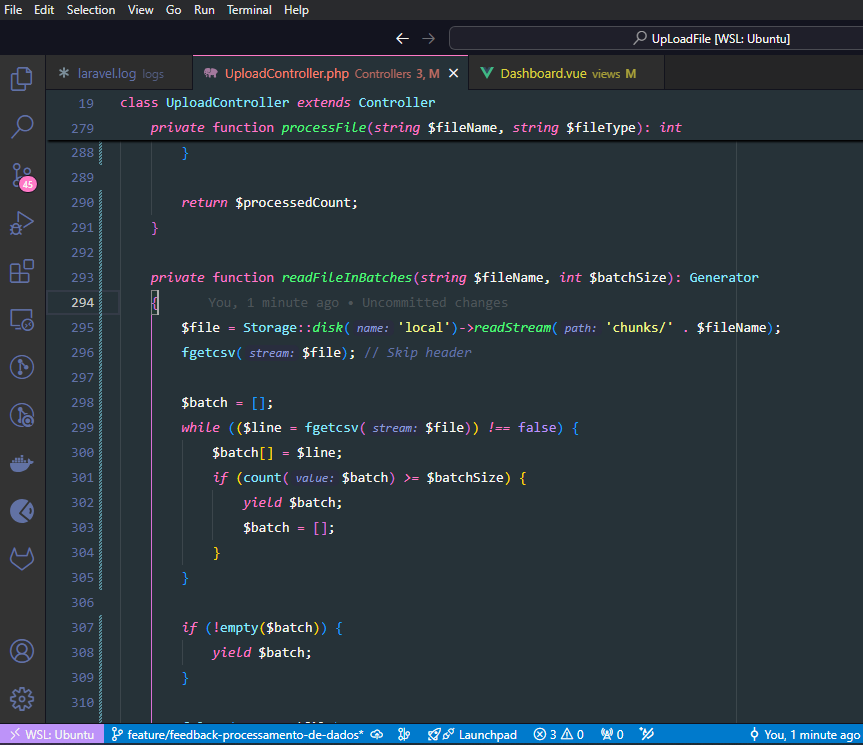 File Edit Selection View Go Run Terminal Help
UpLoadFile [WSL: Ubuntu]
laravel.log logs
UploadController.php Controllers 3, M
Dashboard.vue views M
19 class UploadController extends Controller
279 private function processFile(string $fileName, string $fileType): int
288 }
289
290 return $processedCount;
291 }
292
293 private function readFileInBatches(string $fileName, int $batchSize): Generator
294 { You, 1 minute ago • Uncommitted changes
295 $file = Storage::disk( name: 'local')->readStream( path: 'chunks/' . $fileName);
296 fgetcsv( stream: $file); // Skip header
297
298 $batch = [];
299 while (($line = fgetcsv( stream: $file)) !== false) {
300 $batch[] = $line;
301 if (count( value: $batch) >= $batchSize) {
302 yield $batch;
303 $batch = [];
304 }
305 }
306
307 if (!empty($batch)) {
308 yield $batch;
309 }
310
45
WSL: Ubuntu feature/feedback-processamento-de-dados* Launchpad 3 0 0 You, 1 minute ago